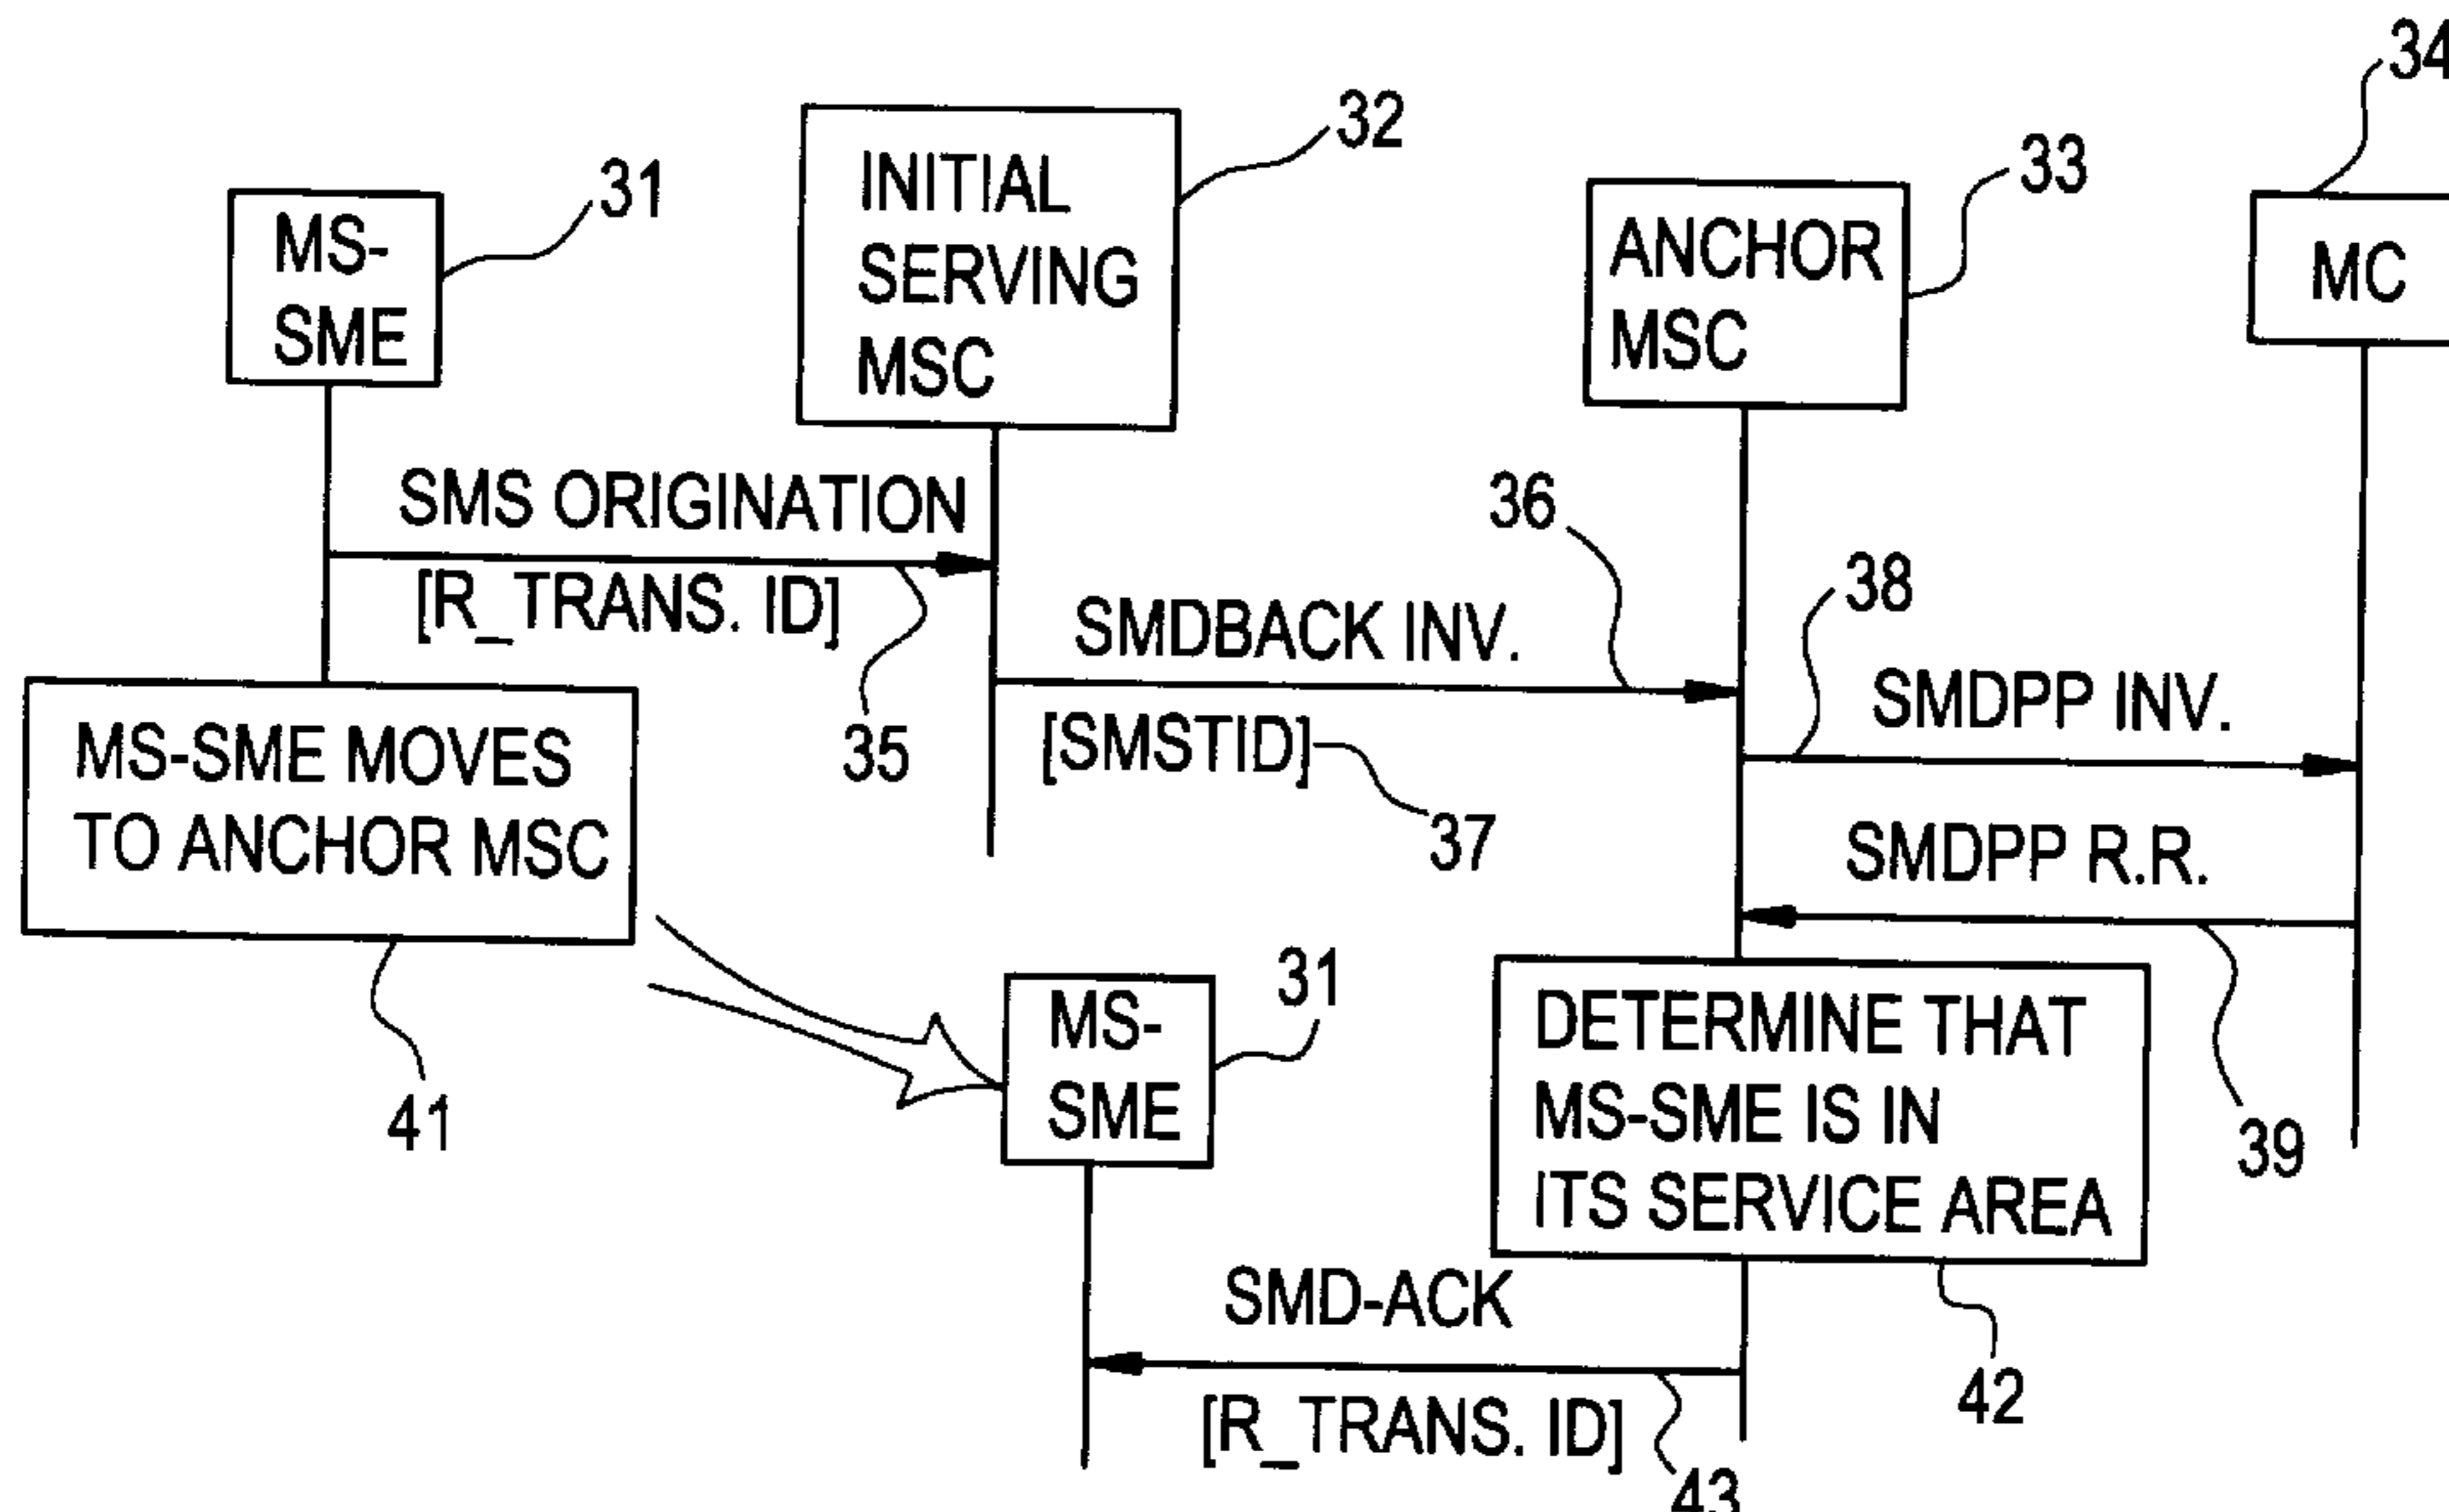 34
32
31
33
MS-
SME
INITIAL
SERVING
MSC
ANCHOR
MSC
MC
SMS ORIGINATION
[R_TRANS. ID]
35
36
SMDBACK INV.
[SMSTID]
37
38
SMDPP INV.
SMDPP R.R.
39
MS-SME MOVES
TO ANCHOR MSC
41
MS-
SME
31
DETERMINE THAT
MS-SME IS IN
ITS SERVICE AREA
42
SMD-ACK
[R_TRANS. ID]
43